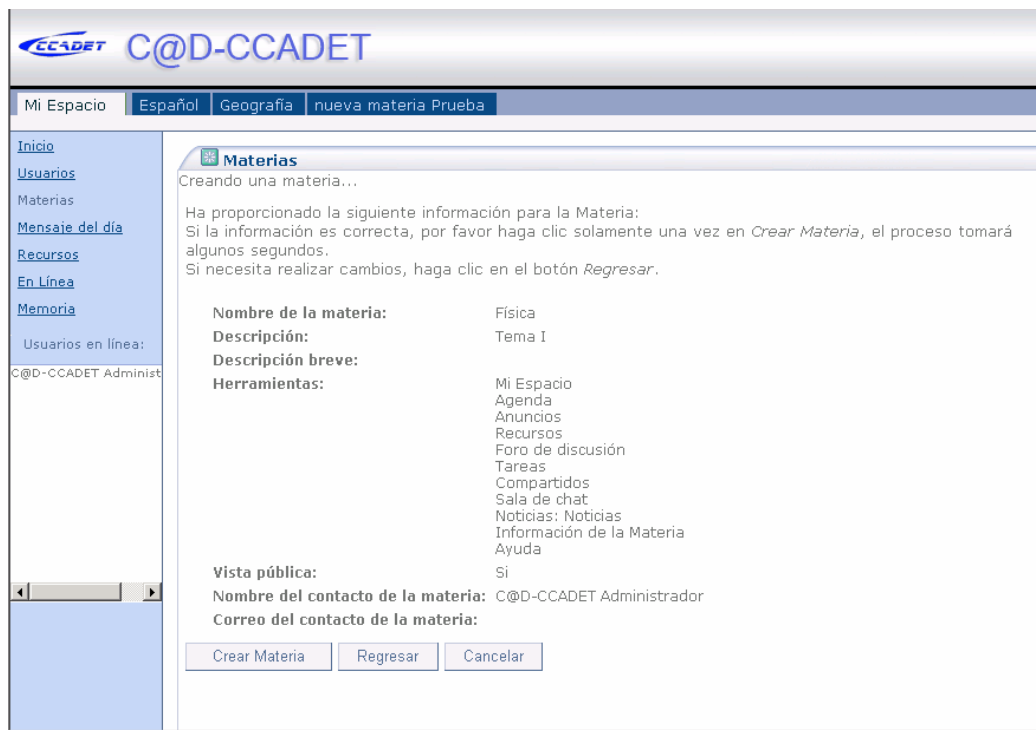 CCADET C@D-CCADET
Mi Espacio Español Geografía nueva materia Prueba
Inicio
Usuarios
Materias
Mensaje del día
Recursos
En Línea
Memoria
Usuarios en línea:
C@D-CCADET Administ
Materias
Creando una materia...
Ha proporcionado la siguiente información para la Materia:
Si la información es correcta, por favor haga clic solamente una vez en Crear Materia, el proceso tomará
algunos segundos.
Si necesita realizar cambios, haga clic en el botón Regresar.
Nombre de la materia: Física
Descripción: Tema I
Descripción breve:
Herramientas: Mi Espacio
Agenda
Anuncios
Recursos
Foro de discusión
Tareas
Compartidos
Sala de chat
Noticias: Noticias
Información de la Materia
Ayuda
Vista pública: Si
Nombre del contacto de la materia: C@D-CCADET Administrador
Correo del contacto de la materia:
Crear Materia Regresar Cancelar